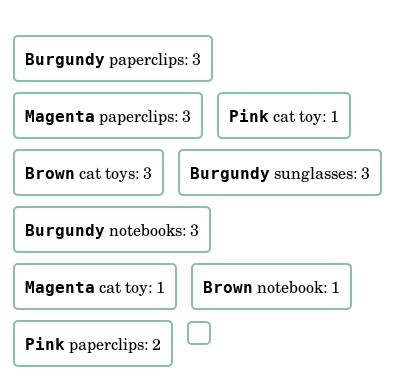 Burgundy paperclips: 3
Magenta paperclips: 3 Pink cat toy: 1
Brown cat toys: 3 Burgundy sunglasses: 3
Burgundy notebooks: 3
Magenta cat toy: 1 Brown notebook: 1
Pink paperclips: 2